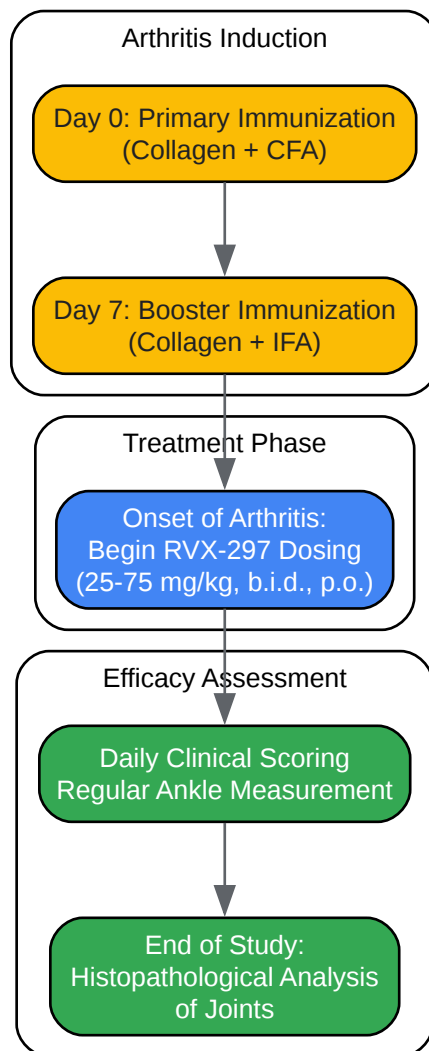 Arthritis Induction
Day 0: Primary Immunization
(Collagen + CFA)
Day 7: Booster Immunization
(Collagen + IFA)
Treatment Phase
Onset of Arthritis:
Begin RVX-297 Dosing
(25-75 mg/kg, b.i.d., p.o.)
Efficacy Assessment
Daily Clinical Scoring
Regular Ankle Measurement
End of Study:
Histopathological Analysis
of Joints